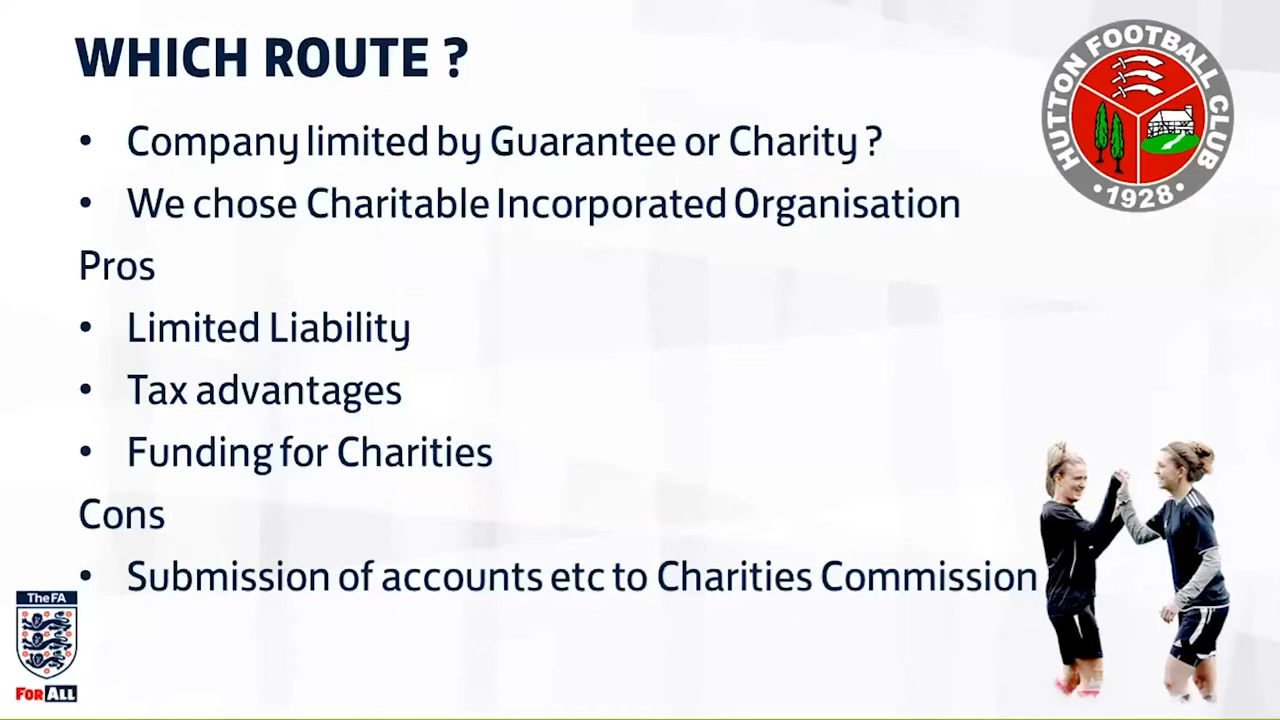 WHICH ROUTE ?
HUTTON FOOTBALL CLUB
• 1928 •
• Company limited by Guarantee or Charity ?
• We chose Charitable Incorporated Organisation
Pros
• Limited Liability
• Tax advantages
• Funding for Charities
Cons
• Submission of accounts etc to Charities Commission
The FA
FOR ALL